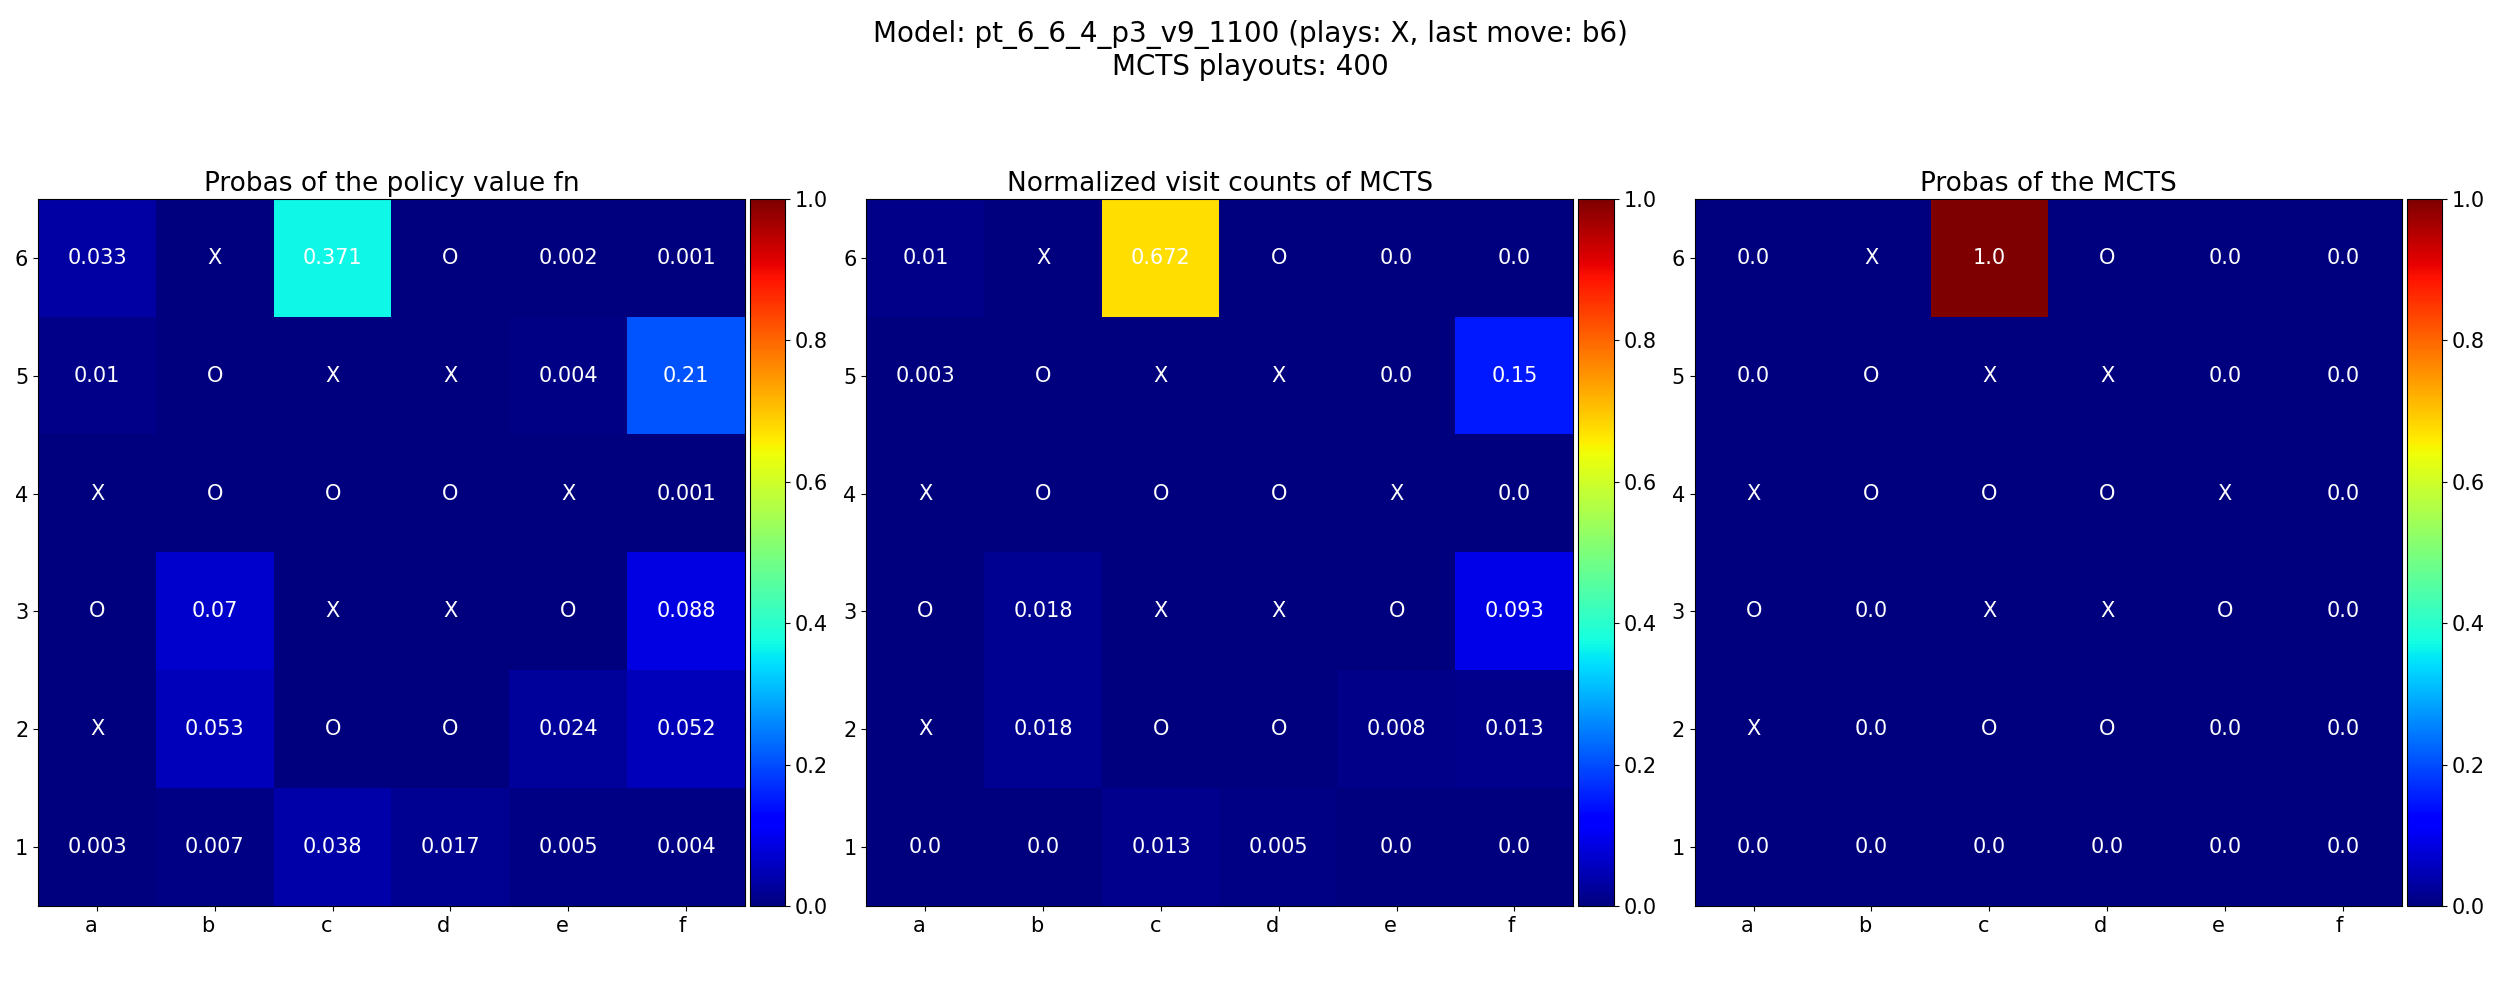 Model: pt_6_6_4_p3_v9_1100 (plays: X, last move: b6)
MCTS playouts: 400
Probas of the policy value fn
6 0.033 X 0.371 O 0.002 0.001
5 0.01 O X X 0.004 0.21
4 X O O O X 0.001
3 O 0.07 X X O 0.088
2 X 0.053 O O 0.024 0.052
1 0.003 0.007 0.038 0.017 0.005 0.004
a b c d e f
1.0
0.8
0.6
0.4
0.2
0.0
Normalized visit counts of MCTS
6 0.01 X 0.672 O 0.0 0.0
5 0.003 O X X 0.0 0.15
4 X O O O X 0.0
3 O 0.018 X X O 0.093
2 X 0.018 O O 0.008 0.013
1 0.0 0.0 0.013 0.005 0.0 0.0
a b c d e f
1.0
0.8
0.6
0.4
0.2
0.0
Probas of the MCTS
6 0.0 X 1.0 O 0.0 0.0
5 0.0 O X X 0.0 0.0
4 X O O O X 0.0
3 O 0.0 X X O 0.0
2 X 0.0 O O 0.0 0.0
1 0.0 0.0 0.0 0.0 0.0 0.0
a b c d e f
1.0
0.8
0.6
0.4
0.2
0.0